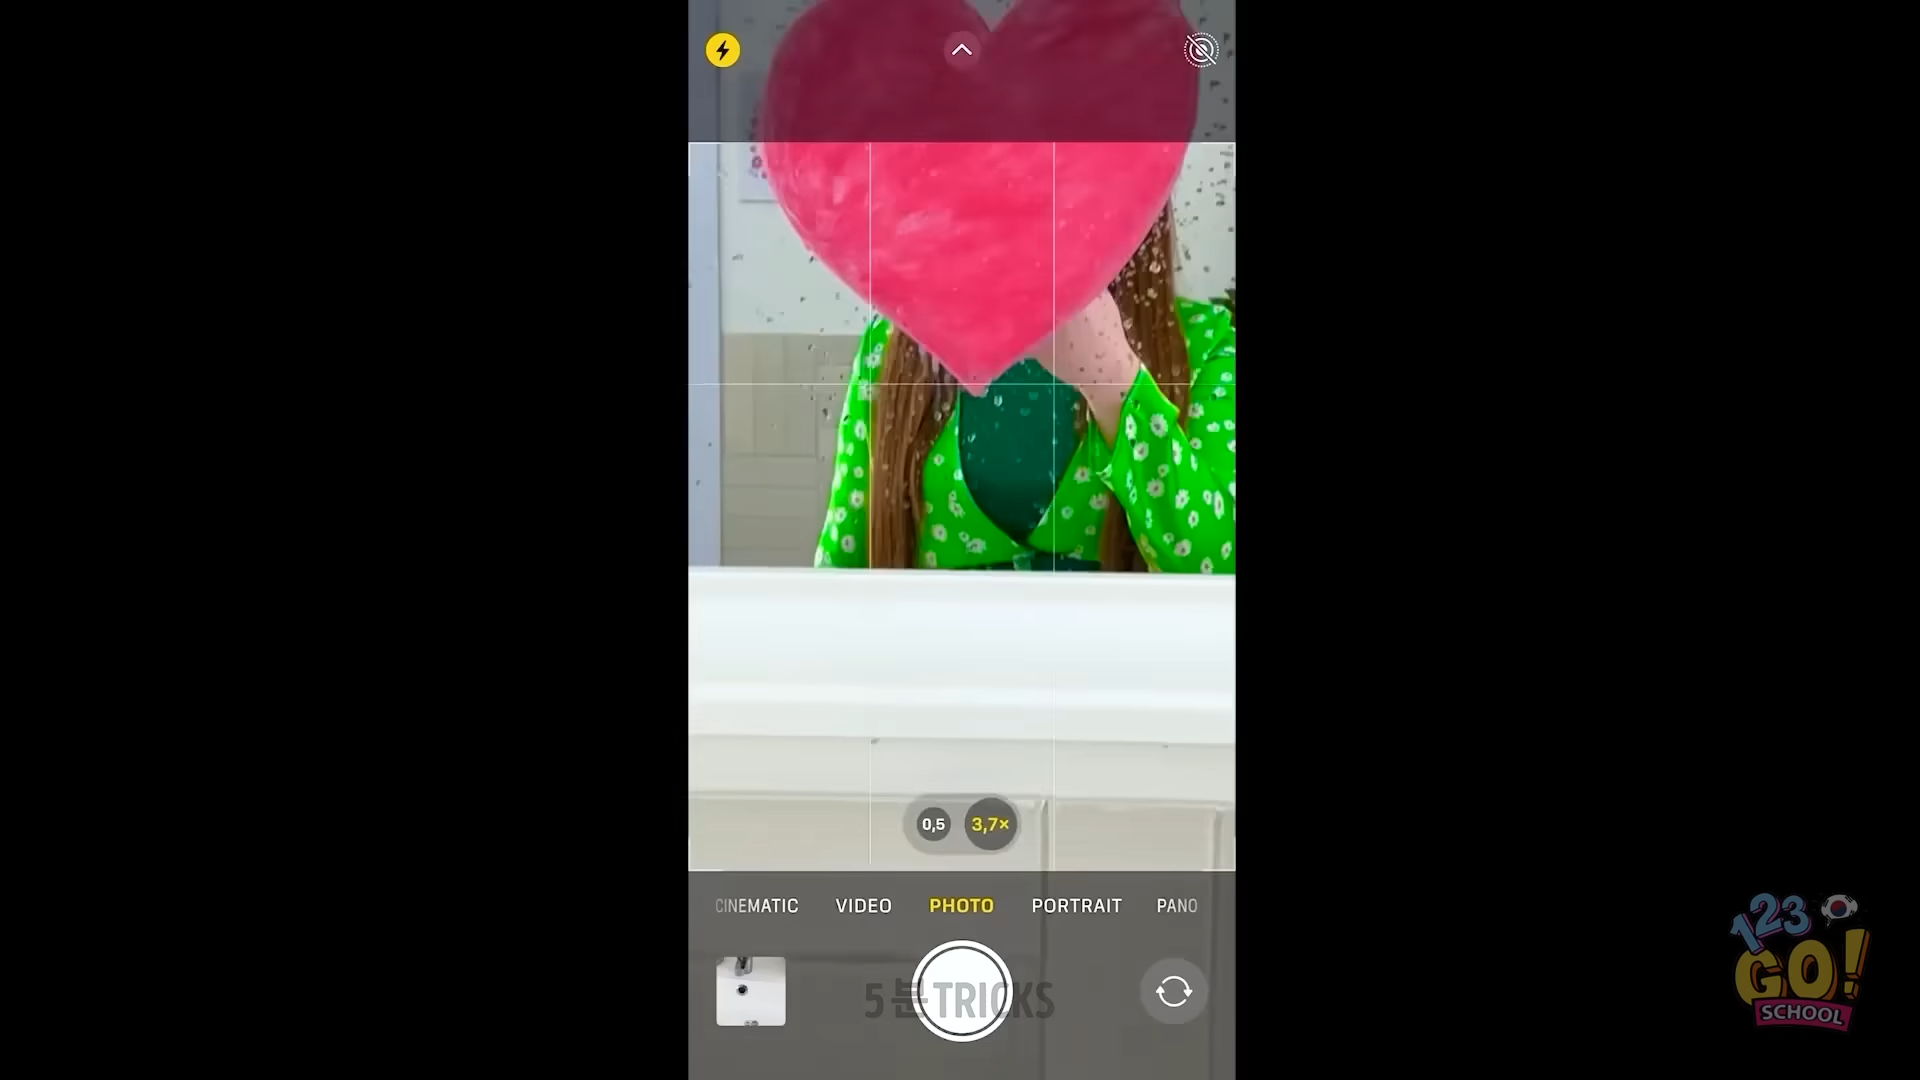 0,5 3,7×
CINEMATIC VIDEO PHOTO PORTRAIT PANO
5분 TRICKS
123
GO!
SCHOOL